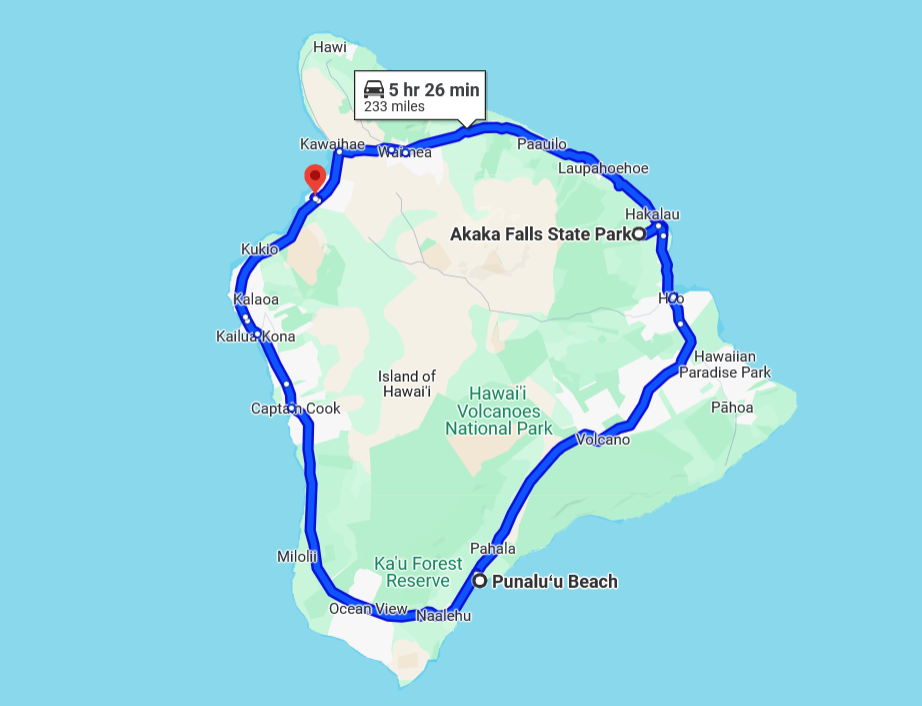 Hawi
5 hr 26 min
233 miles
Kawaihae
Waimea
Paauilo
Laupahoehoe
Hakalau
Akaka Falls State Park
Kukio
Kalaoa
Hilo
Kailua-Kona
Hawaiian
Paradise Park
Island of
Hawai'i
Hawai'i
Volcanoes
National Park
Captain Cook
Pāhoa
Volcano
Pahala
Milolii
Ka'u Forest
Reserve
Punaluʻu Beach
Ocean View
Naalehu